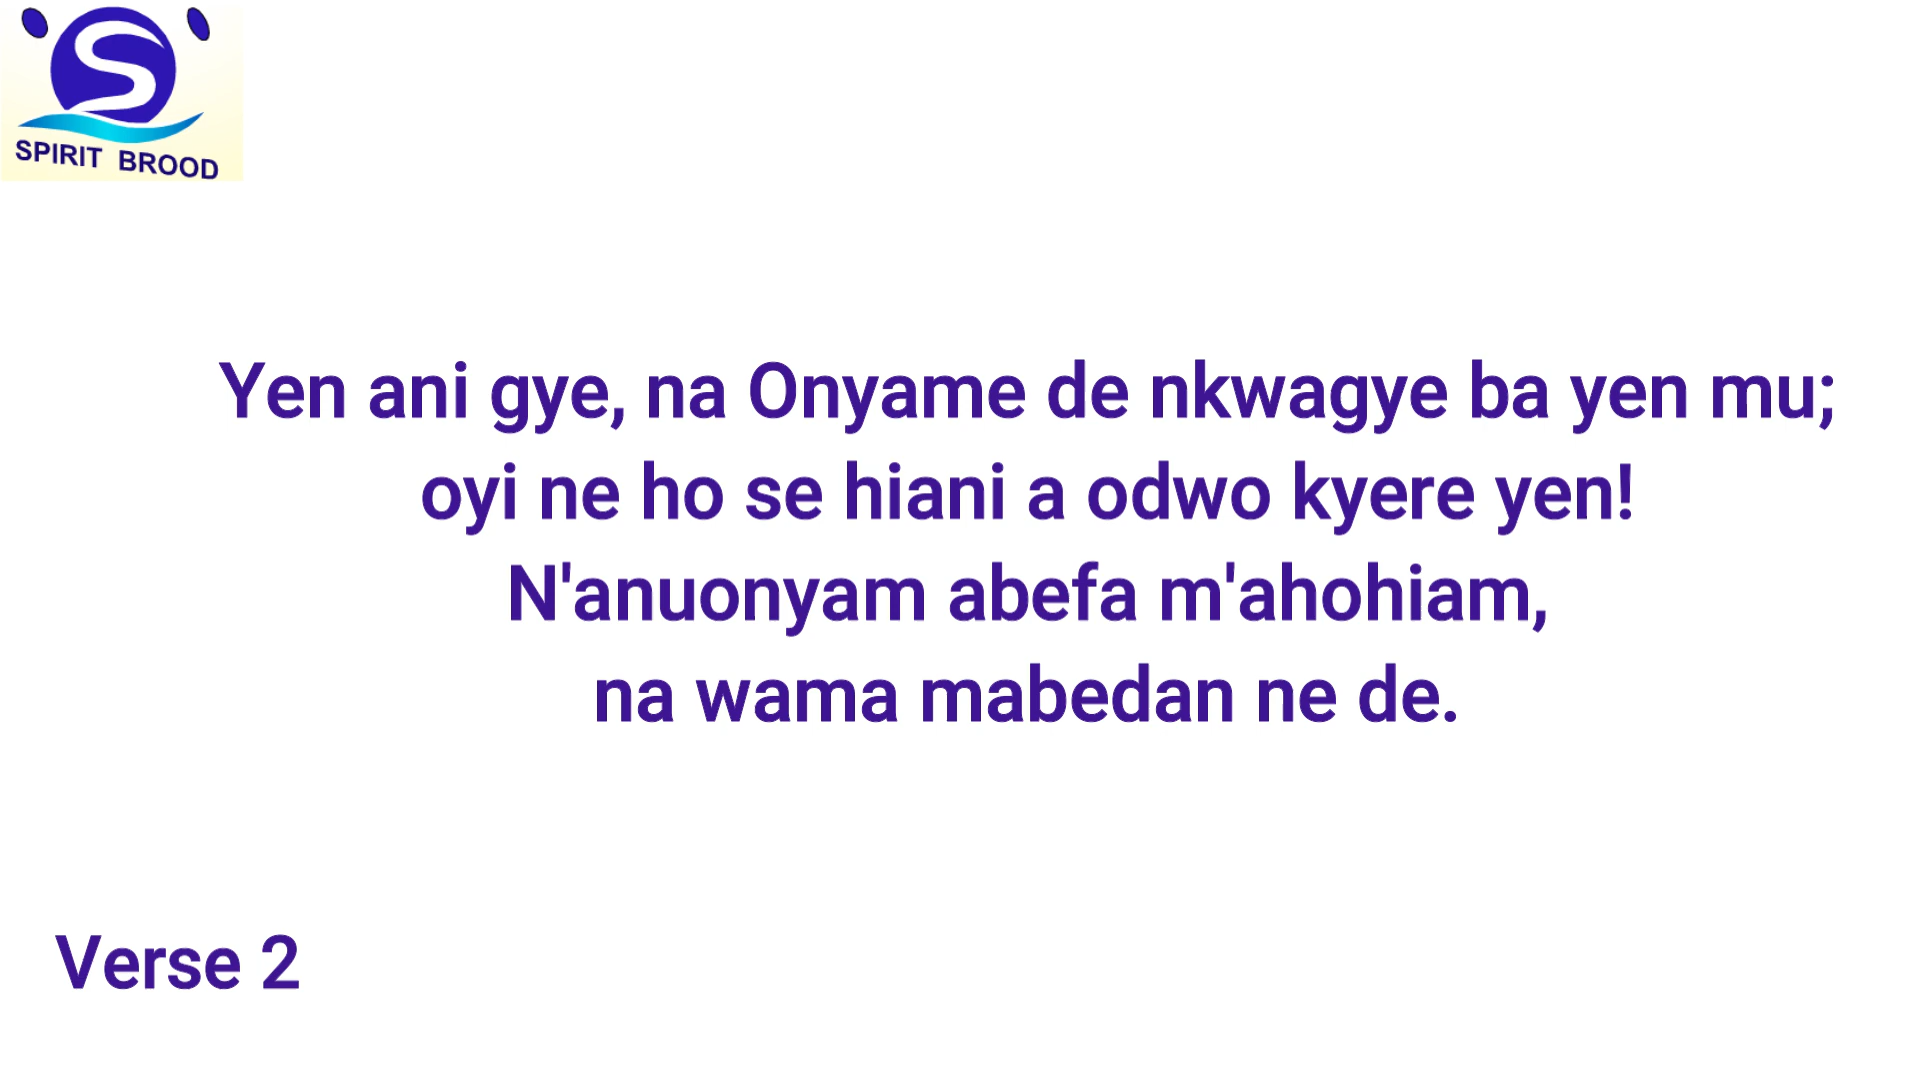 SPIRIT BROOD
Yen ani gye, na Onyame de nkwagye ba yen mu;
oyi ne ho se hiani a odwo kyere yen!
N'anuonyam abefa m'ahohiam,
na wama mabedan ne de.
Verse 2